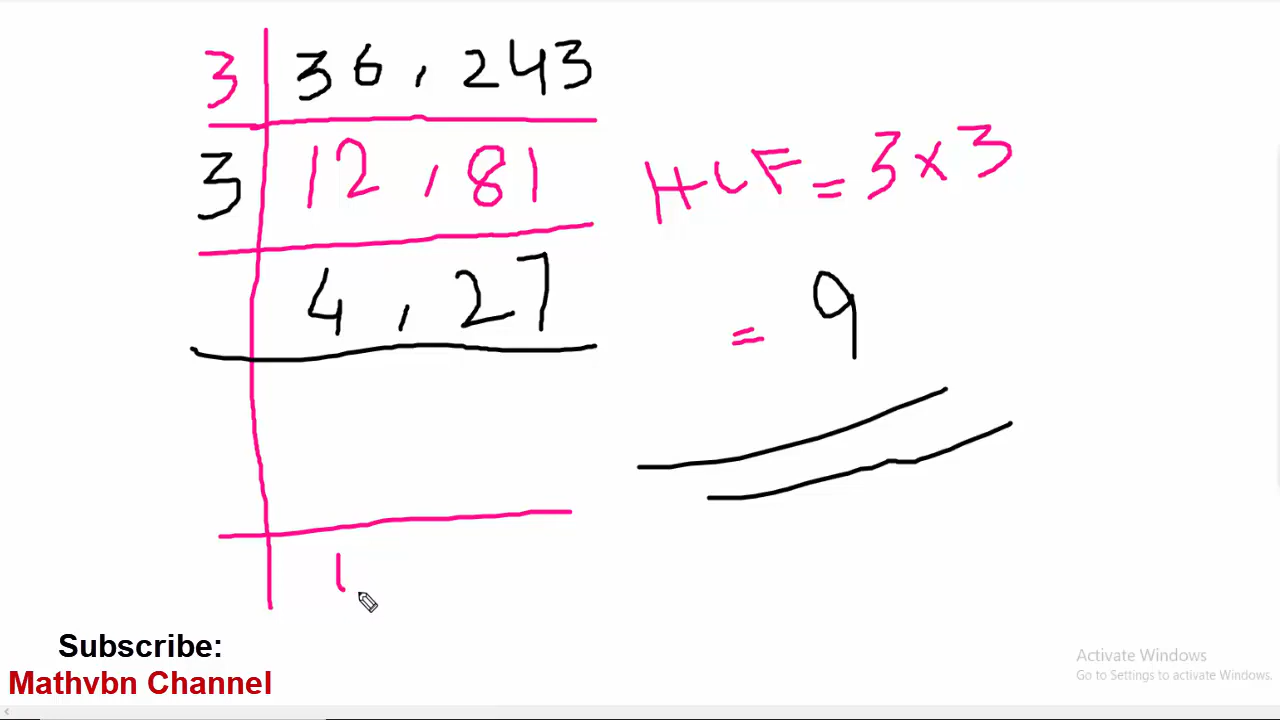 3 36, 243
3 12, 81
4, 27
1
HCF = 3 x 3
= 9
Subscribe:
Mathvbn Channel
Activate Windows
Go to Settings to activate Windows.